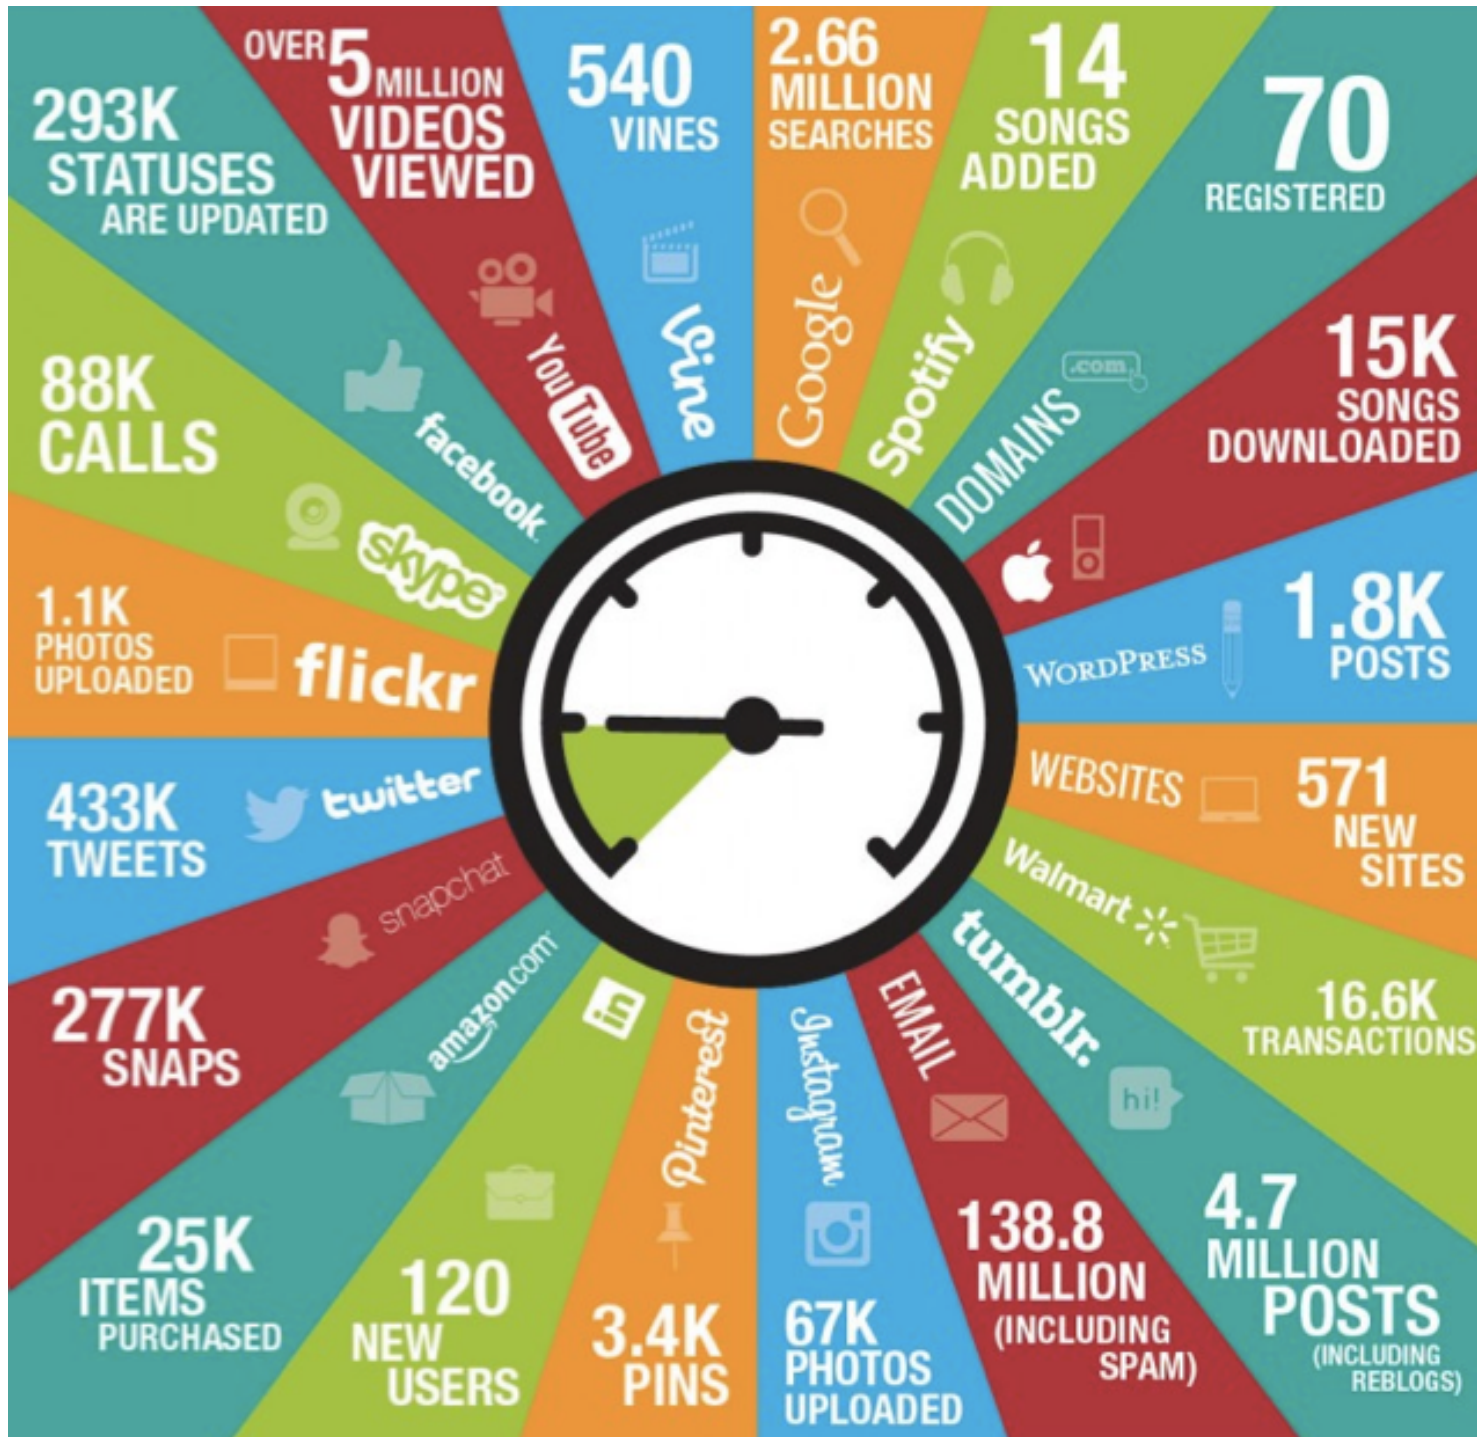 OVER 5 MILLION
VIDEOS
VIEWED
You Tube
540
VINES
Vine
2.66
MILLION
SEARCHES
Google
14
SONGS
ADDED
Spotify
70
REGISTERED
.com
DOMAINS
15K
SONGS
DOWNLOADED
1.8K
POSTS
WORDPRESS
WEBSITES
571
NEW
SITES
Walmart
16.6K
TRANSACTIONS
tumblr.
hi!
4.7
MILLION
POSTS
(INCLUDING
REBLOGS)
EMAIL
138.8
MILLION
(INCLUDING
SPAM)
Instagram
67K
PHOTOS
UPLOADED
Pinterest
3.4K
PINS
in
120
NEW
USERS
amazon.com
25K
ITEMS
PURCHASED
snapchat
277K
SNAPS
twitter
433K
TWEETS
flickr
1.1K
PHOTOS
UPLOADED
skype
88K
CALLS
facebook
293K
STATUSES
ARE UPDATED